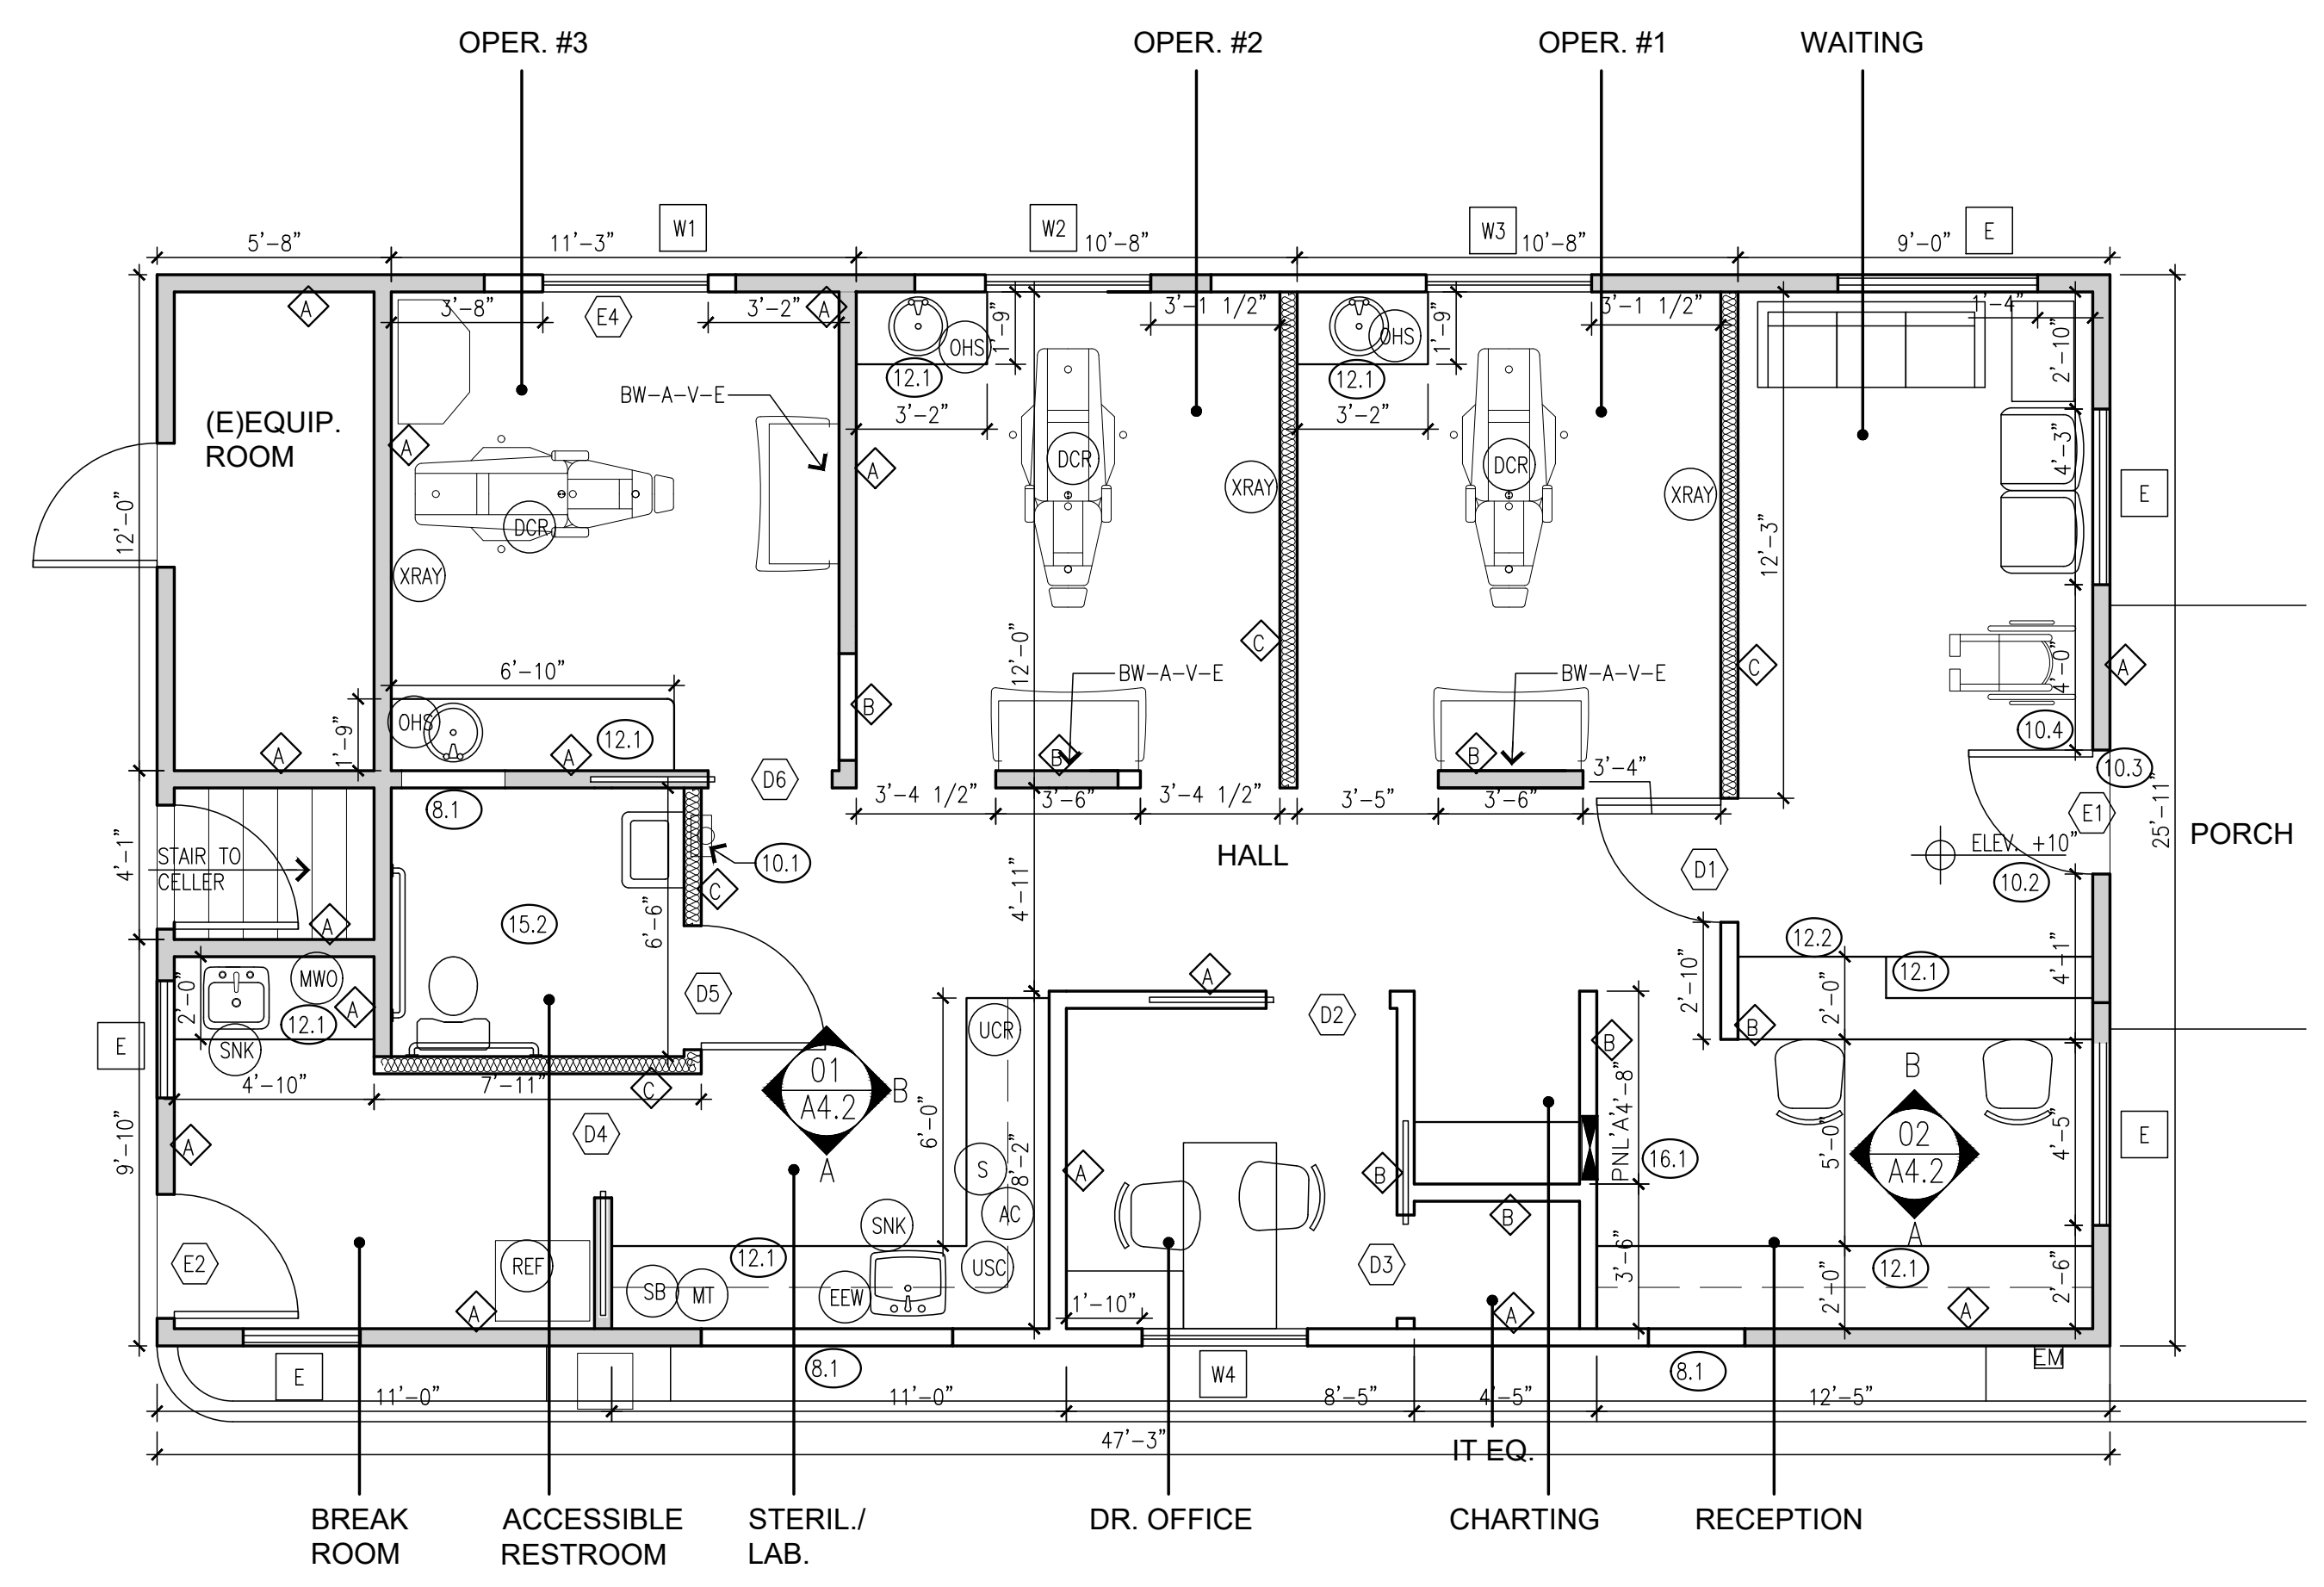 OPER. #3
OPER. #2
OPER. #1
WAITING
W1
W2
W3
E
5'-8"
11'-3"
10'-8"
10'-8"
9'-0"
A
3'-8"
E4
3'-2"
A
OHS
1'-9"
3'-1 1/2"
OHS
1'-9"
3'-1 1/2"
1'-4"
2'-10"
12.1
12.1
BW-A-V-E
3'-2"
3'-2"
(E)EQUIP.
ROOM
A
A
DCR
DCR
4'-3"
XRAY
XRAY
E
DCR
12'-0"
XRAY
12'-3"
12'-0"
C
C
A
4'-0"
6'-10"
BW-A-V-E
BW-A-V-E
B
OHS
1'-9"
12.1
A
A
B
B
10.4
10.3
3'-4"
D6
8.1
3'-4 1/2"
3'-6"
3'-4 1/2"
3'-5"
3'-6"
E1
25'-11"
PORCH
4'-1"
STAIR TO
CELLER
10.1
HALL
D1
ELEV. +10"
10.2
C
A
15.2
6'-6"
4'-11"
12.2
4'-1"
MWO
A
2'-0"
12.1
SNK
D5
A
12.1
2'-10"
2'-0"
UCR
D2
B
B
E
01
A4.2
B
A
4'-10"
7'-11"
C
B
02
A4.2
A
D4
A
9'-10"
6'-0"
8'-2"
S
AC
A
B
B
PNL'A'
4'-8"
16.1
5'-0"
4'-5"
E
SNK
E2
REF
12.1
USC
D3
3'-6"
12.1
2'-6"
SB
MT
EEW
1'-10"
2'-0"
A
A
A
E
8.1
W4
8.1
EM
11'-0"
11'-0"
8'-5"
4'-5"
12'-5"
47'-3"
IT EQ.
BREAK
ROOM
ACCESSIBLE
RESTROOM
STERIL./
LAB.
DR. OFFICE
CHARTING
RECEPTION